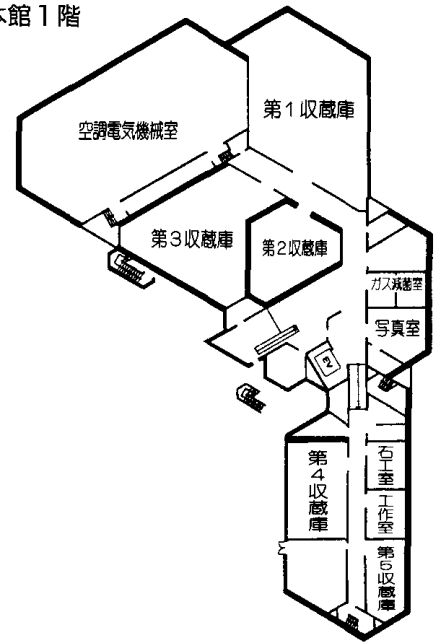 本館1階
第1収蔵庫
空調電気機械室
第3収蔵庫
第2収蔵庫
ガス滅菌室
写真室
EV
第4収蔵庫
石工室
工作室
第5収蔵庫